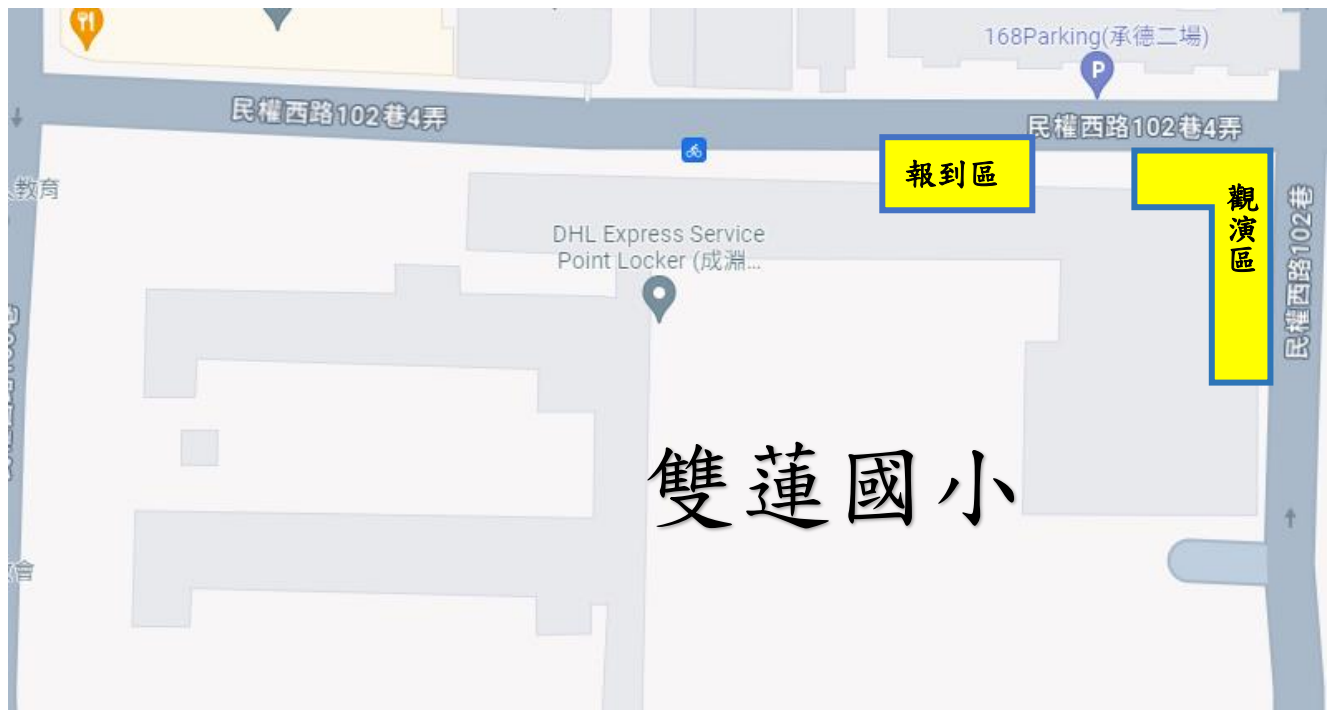 168Parking(承德二場)
P
民權西路102巷4弄
民權西路102巷4弄
報到區
觀演區
教育
民權西路102巷
DHL Express Service
Point Locker (成淵...
雙蓮國小
會